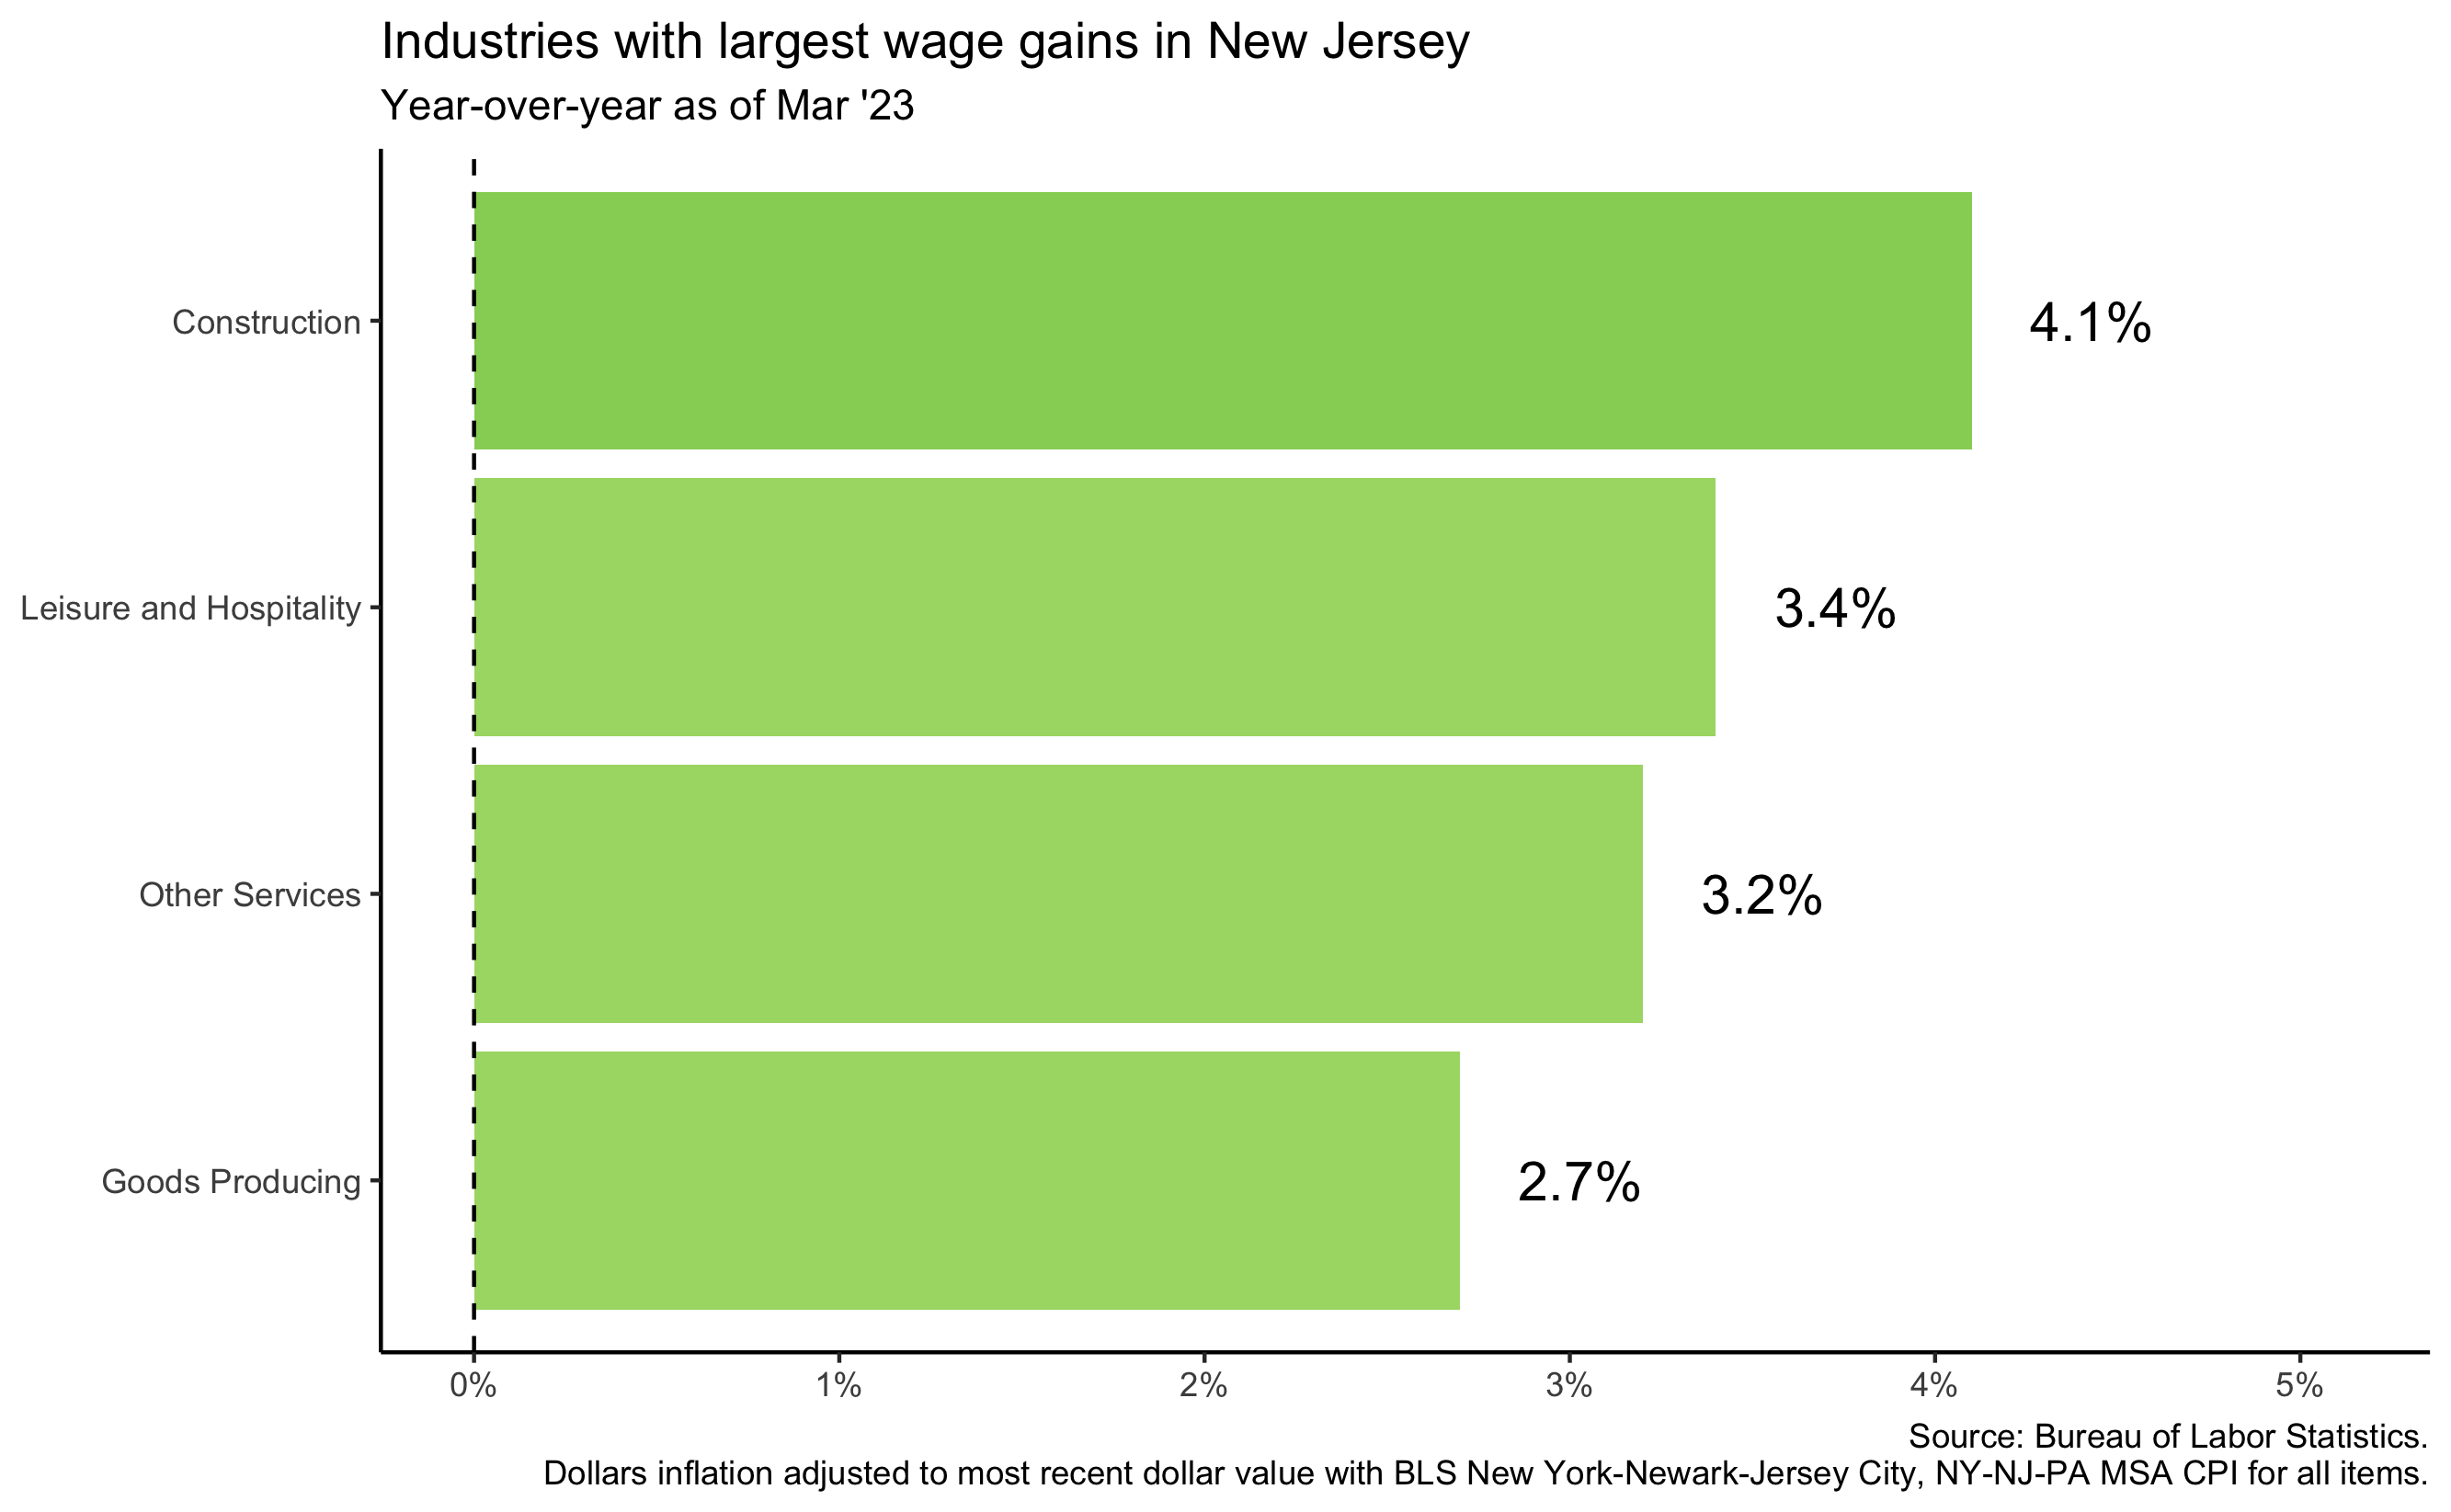 Industries with largest wage gains in New Jersey
Year-over-year as of Mar '23
Construction
4.1%
Leisure and Hospitality
3.4%
Other Services
3.2%
Goods Producing
2.7%
0%
1%
2%
3%
4%
5%
Source: Bureau of Labor Statistics.
Dollars inflation adjusted to most recent dollar value with BLS New York-Newark-Jersey City, NY-NJ-PA MSA CPI for all items.